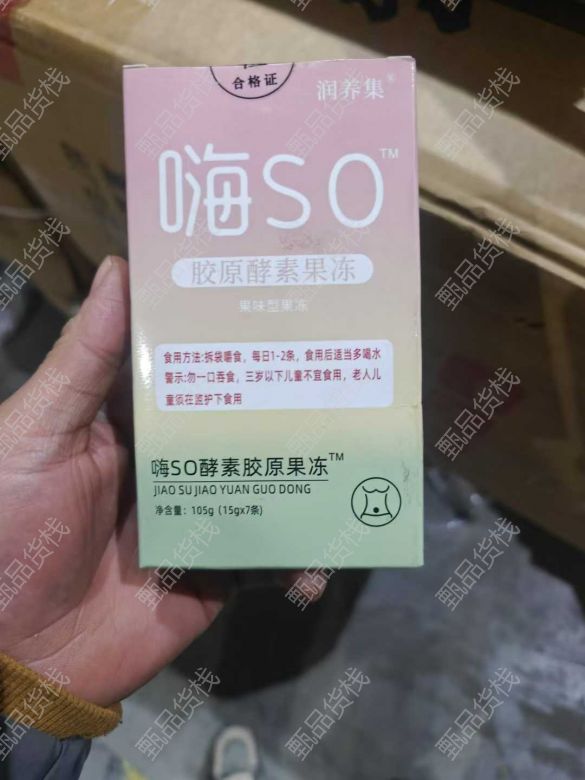 合格证
润养集®
嗨SO™
胶原酵素果冻
果味型果冻
食用方法:拆袋嚼食，每日1-2条，食用后适当多喝水
警示:勿一口吞食，三岁以下儿童不宜食用，老人儿
童须在监护下食用
嗨SO酵素胶原果冻™
JIAO SU JIAO YUAN GUO DONG
净含量：105g（15gx7条）
甄品货栈